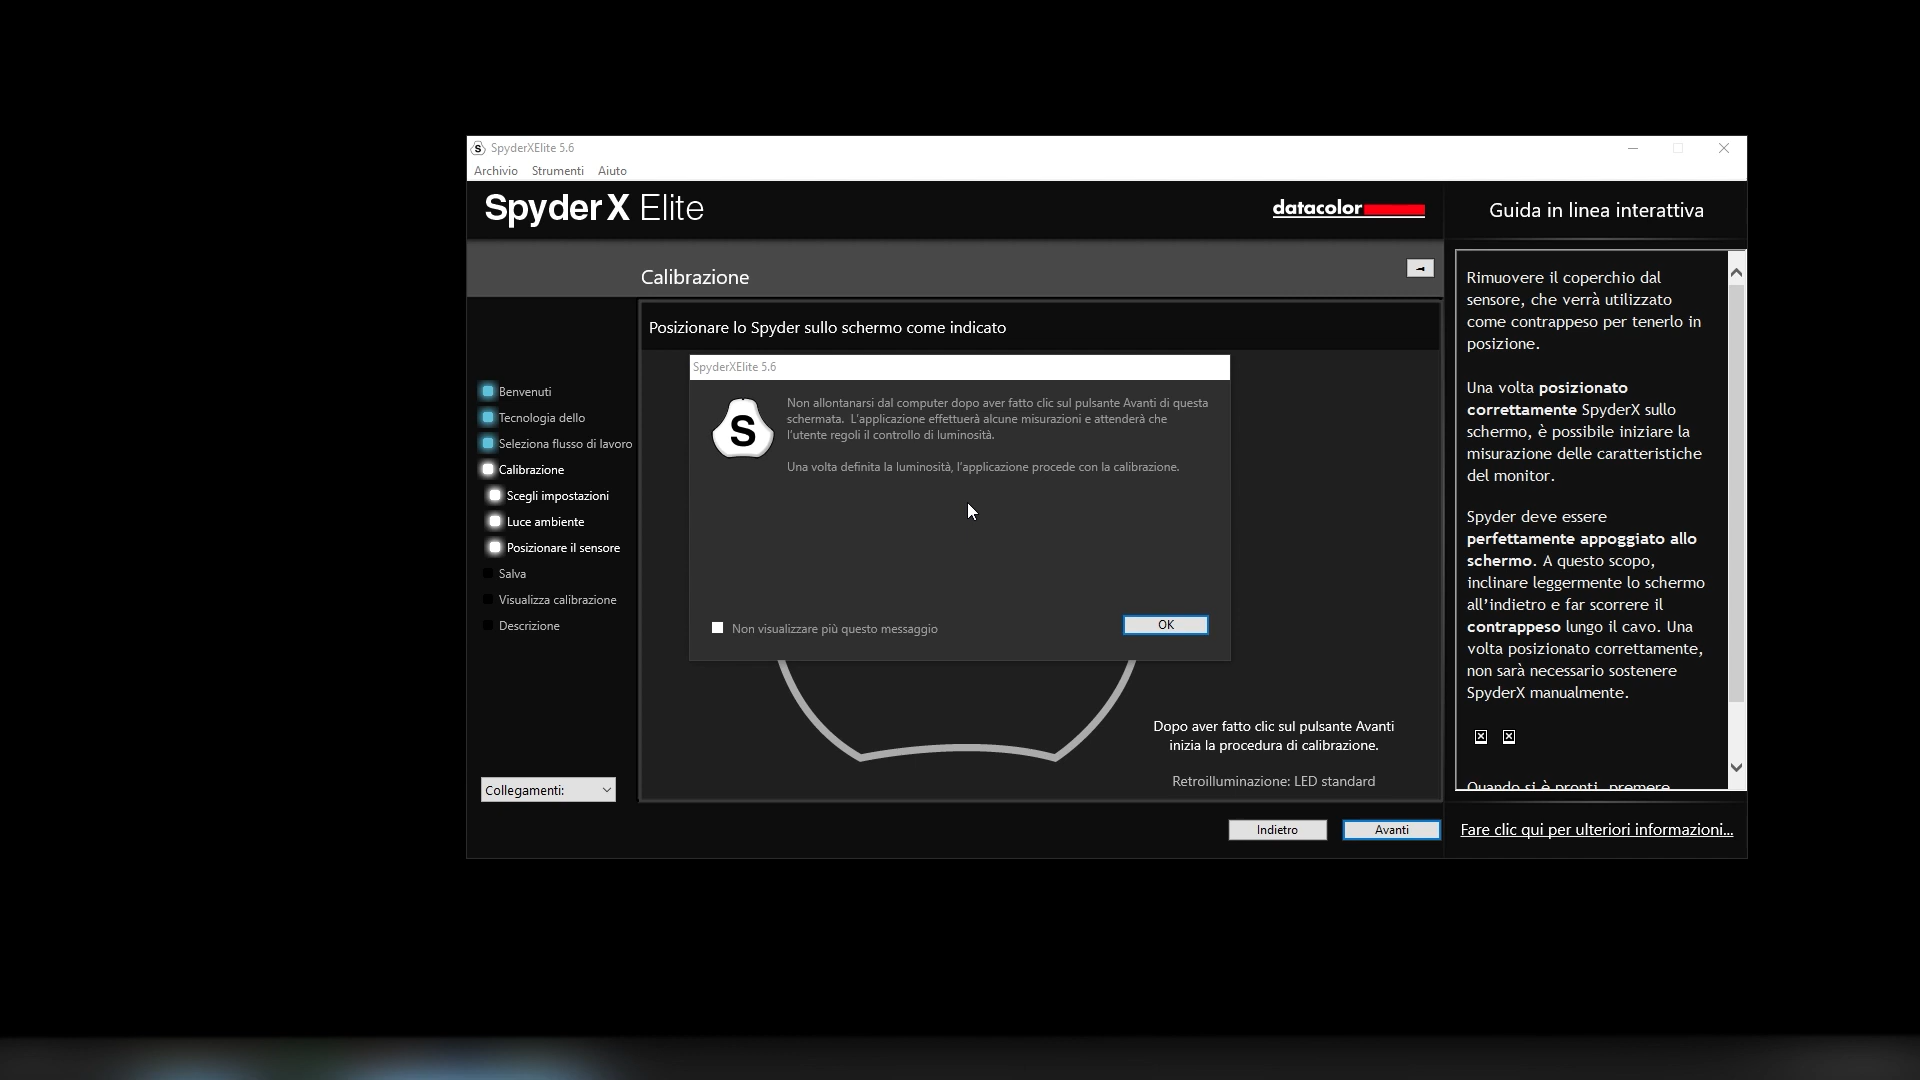 SpyderXElite 5.6
Archivio Strumenti Aiuto
SpyderX Elite
datacolor
Guida in linea interattiva
Calibrazione
Posizionare lo Spyder sullo schermo come indicato
Benvenuti
Tecnologia dello
Seleziona flusso di lavoro
Calibrazione
Scegli impostazioni
Luce ambiente
Posizionare il sensore
Salva
Visualizza calibrazione
Descrizione
Collegamenti:
SpyderXElite 5.6
S
Non allontanarsi dal computer dopo aver fatto clic sul pulsante Avanti di questa
schermata. L'applicazione effettuerà alcune misurazioni e attenderà che
l'utente regoli il controllo di luminosità.
Una volta definita la luminosità, l'applicazione procede con la calibrazione.
Non visualizzare più questo messaggio
OK
Dopo aver fatto clic sul pulsante Avanti
inizia la procedura di calibrazione.
Retroilluminazione: LED standard
Indietro
Avanti
Rimuovere il coperchio dal
sensore, che verrà utilizzato
come contrappeso per tenerlo in
posizione.
Una volta posizionato
correttamente SpyderX sullo
schermo, è possibile iniziare la
misurazione delle caratteristiche
del monitor.
Spyder deve essere
perfettamente appoggiato allo
schermo. A questo scopo,
inclinare leggermente lo schermo
all'indietro e far scorrere il
contrappeso lungo il cavo. Una
volta posizionato correttamente,
non sarà necessario sostenere
SpyderX manualmente.
Quando si è pronti, premere
Fare clic qui per ulteriori informazioni...